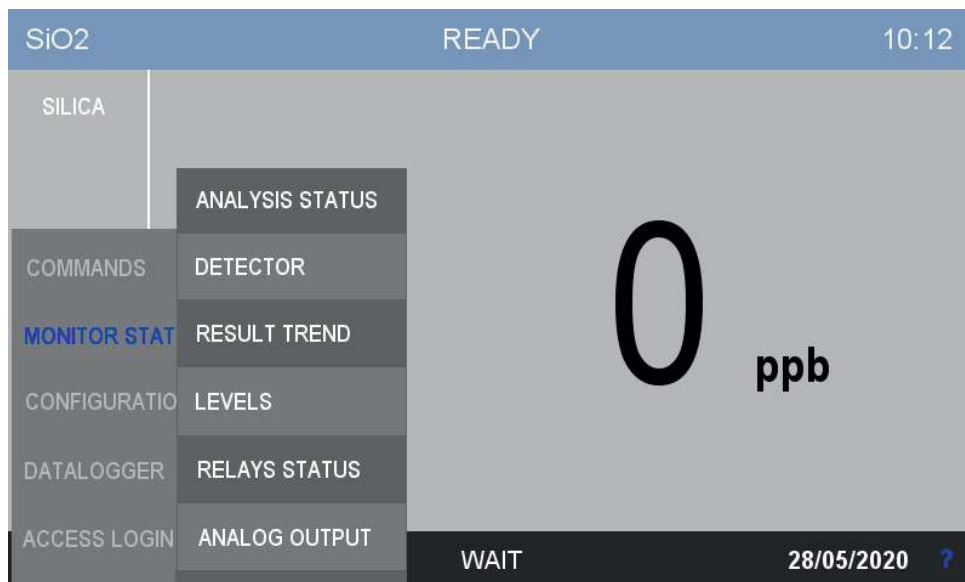 SiO2 READY 10:12
SILICA
ANALYSIS STATUS
COMMANDS DETECTOR
MONITOR STAT RESULT TREND
0 ppb
CONFIGURATIO LEVELS
DATALOGGER RELAYS STATUS
ACCESS LOGIN ANALOG OUTPUT
WAIT 28/05/2020 ?